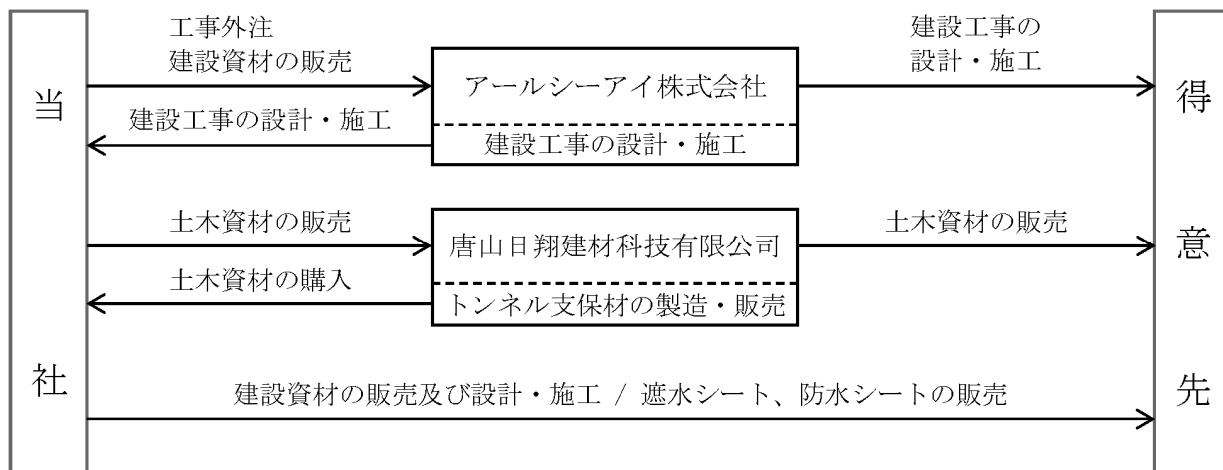 当社
工事外注
建設資材の販売
建設工事の設計・施工
アールシーアイ株式会社
建設工事の設計・施工
建設工事の
設計・施工
土木資材の販売
土木資材の購入
唐山日翔建材科技有限公司
トンネル支保材の製造・販売
土木資材の販売
建設資材の販売及び設計・施工 / 遮水シート、防水シートの販売
得意先